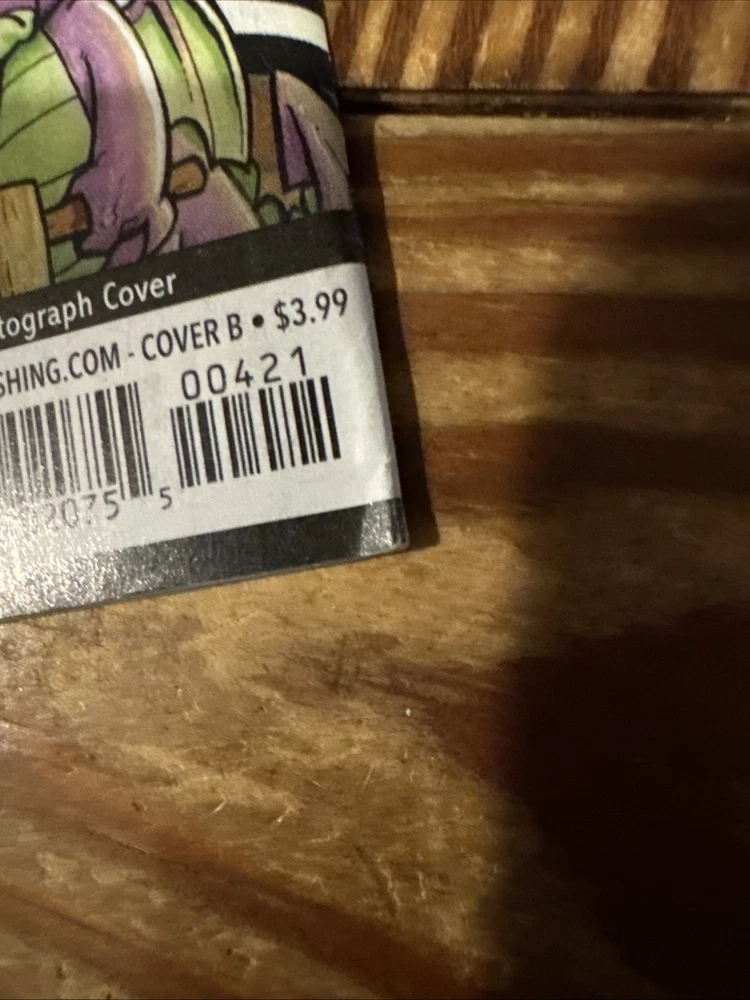 tograph Cover
SHING.COM - COVER B • $3.99
00421
2075 5